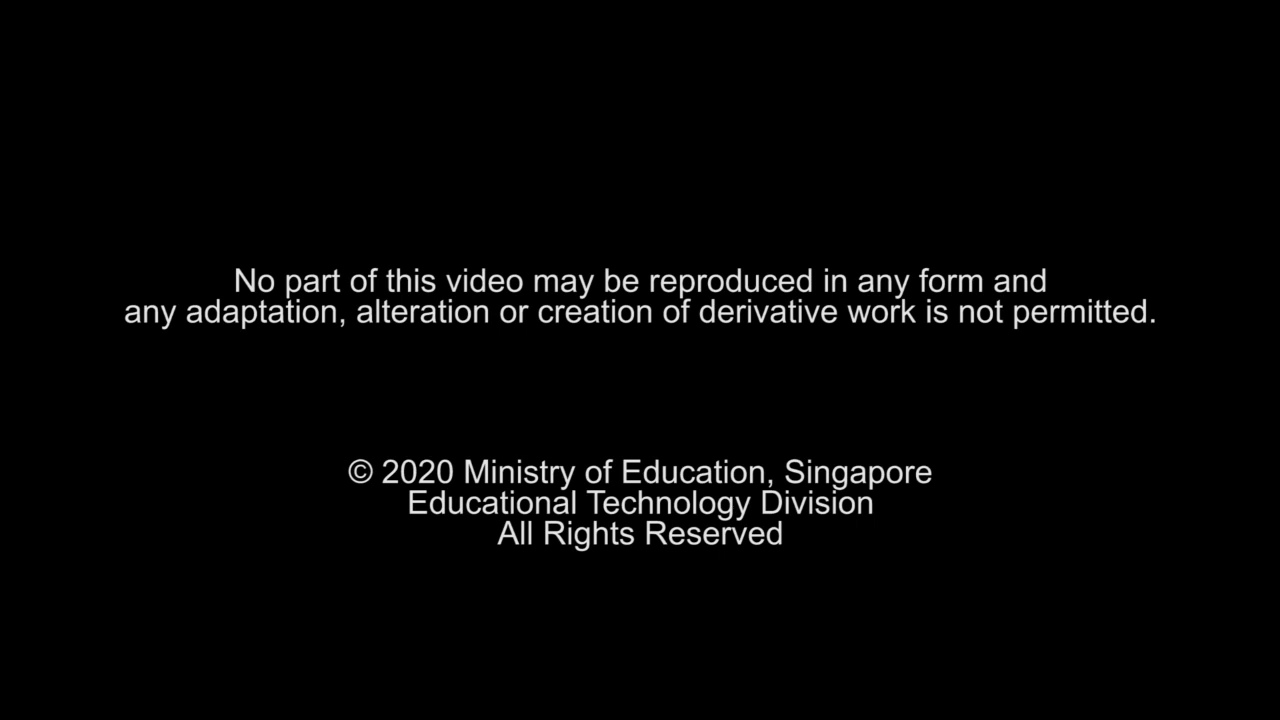 No part of this video may be reproduced in any form and
any adaptation, alteration or creation of derivative work is not permitted.
© 2020 Ministry of Education, Singapore
Educational Technology Division
All Rights Reserved